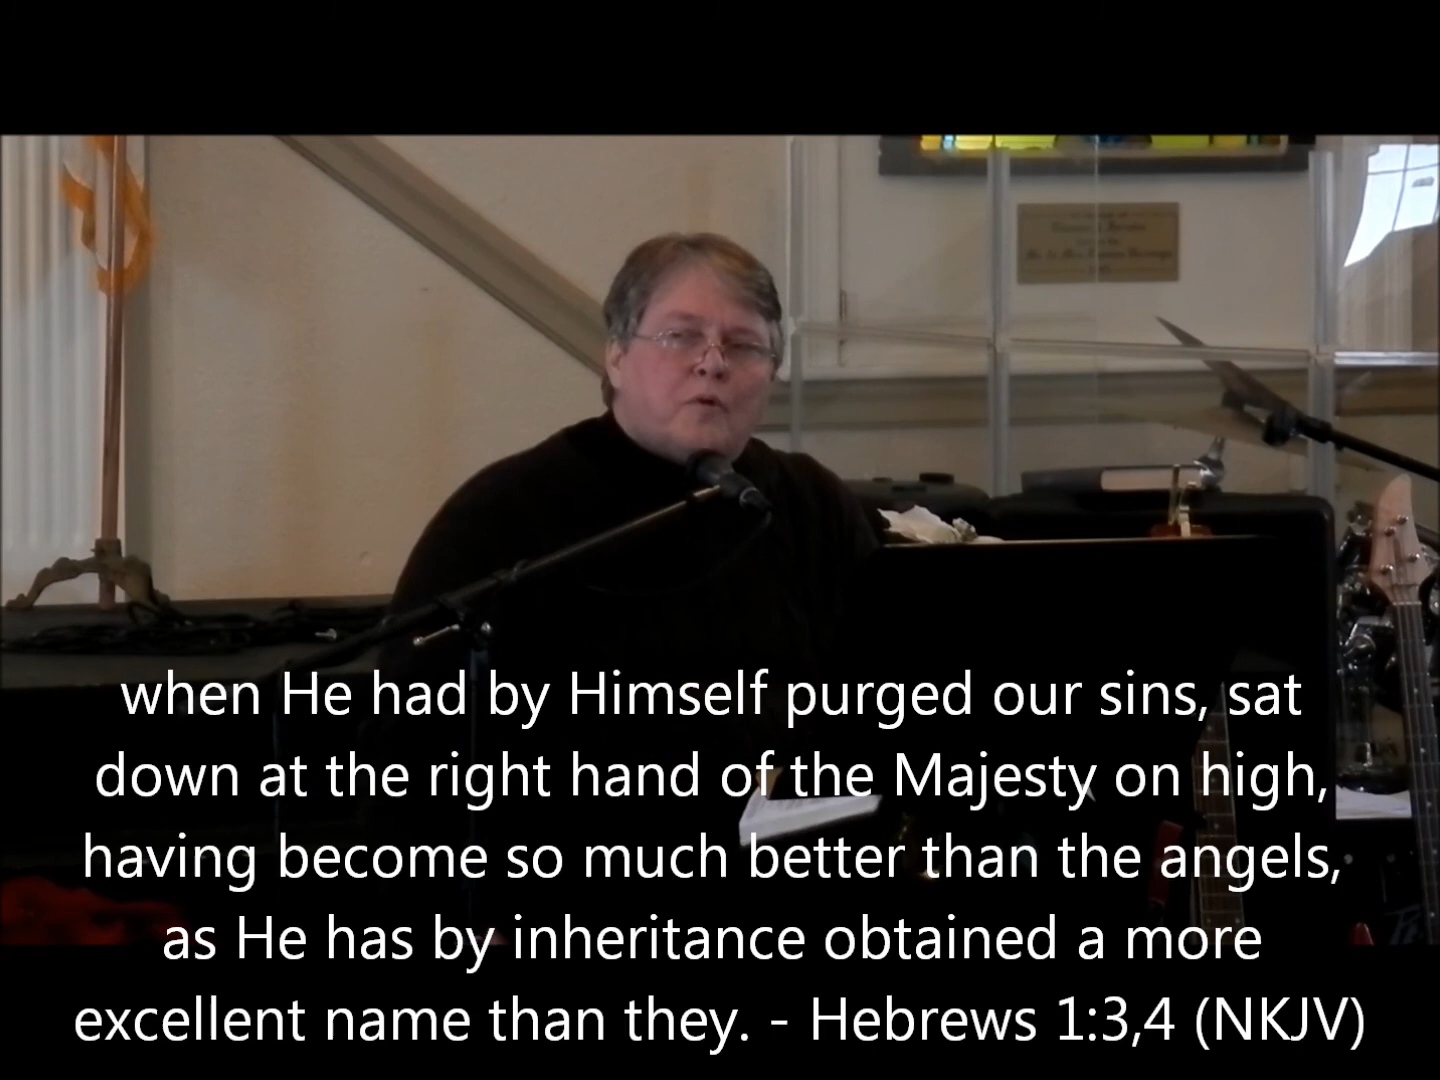 when He had by Himself purged our sins, sat
down at the right hand of the Majesty on high,
having become so much better than the angels,
as He has by inheritance obtained a more
excellent name than they. - Hebrews 1:3,4 (NKJV)